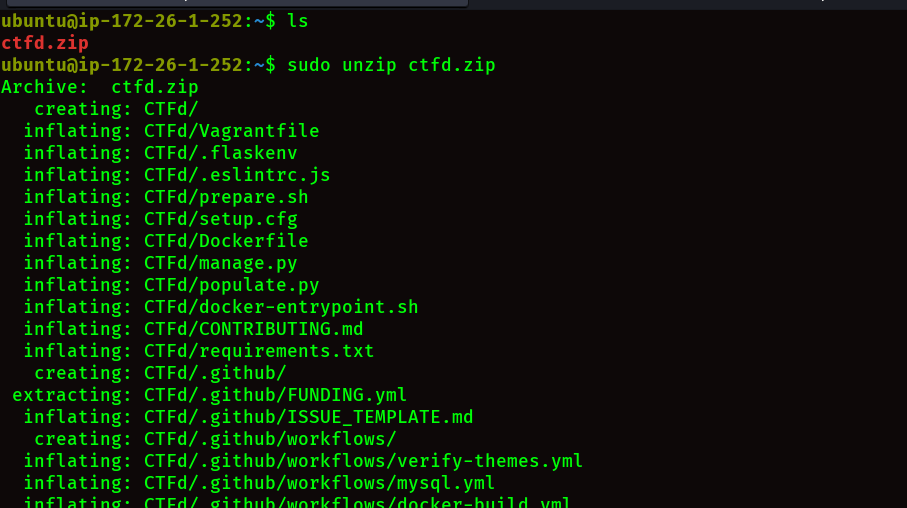 ubuntu@ip-172-26-1-252:~$ ls
ctfd.zip
ubuntu@ip-172-26-1-252:~$ sudo unzip ctfd.zip
Archive:  ctfd.zip
   creating: CTFd/
  inflating: CTFd/Vagrantfile
  inflating: CTFd/.flaskenv
  inflating: CTFd/.eslintrc.js
  inflating: CTFd/prepare.sh
  inflating: CTFd/setup.cfg
  inflating: CTFd/Dockerfile
  inflating: CTFd/manage.py
  inflating: CTFd/populate.py
  inflating: CTFd/docker-entrypoint.sh
  inflating: CTFd/CONTRIBUTING.md
  inflating: CTFd/requirements.txt
   creating: CTFd/.github/
 extracting: CTFd/.github/FUNDING.yml
  inflating: CTFd/.github/ISSUE_TEMPLATE.md
   creating: CTFd/.github/workflows/
  inflating: CTFd/.github/workflows/verify-themes.yml
  inflating: CTFd/.github/workflows/mysql.yml
  inflating: CTFd/.github/workflows/docker-build.yml